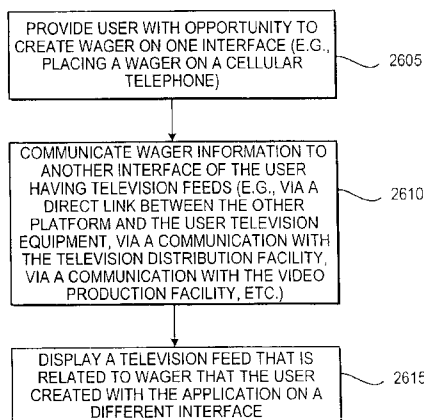 PROVIDE USER WITH OPPORTUNITY TO
CREATE WAGER ON ONE INTERFACE (E.G.,
PLACING A WAGER ON A CELLULAR
TELEPHONE)
2605
COMMUNICATE WAGER INFORMATION TO
ANOTHER INTERFACE OF THE USER
HAVING TELEVISION FEEDS (E.G., VIA A
DIRECT LINK BETWEEN THE OTHER
PLATFORM AND THE USER TELEVISION
EQUIPMENT, VIA A COMMUNICATION WITH
THE TELEVISION DISTRIBUTION FACILITY,
VIA A COMMUNICATION WITH THE VIDEO
PRODUCTION FACILITY, ETC.)
2610
DISPLAY A TELEVISION FEED THAT IS
RELATED TO WAGER THAT THE USER
CREATED WITH THE APPLICATION ON A
DIFFERENT INTERFACE
2615